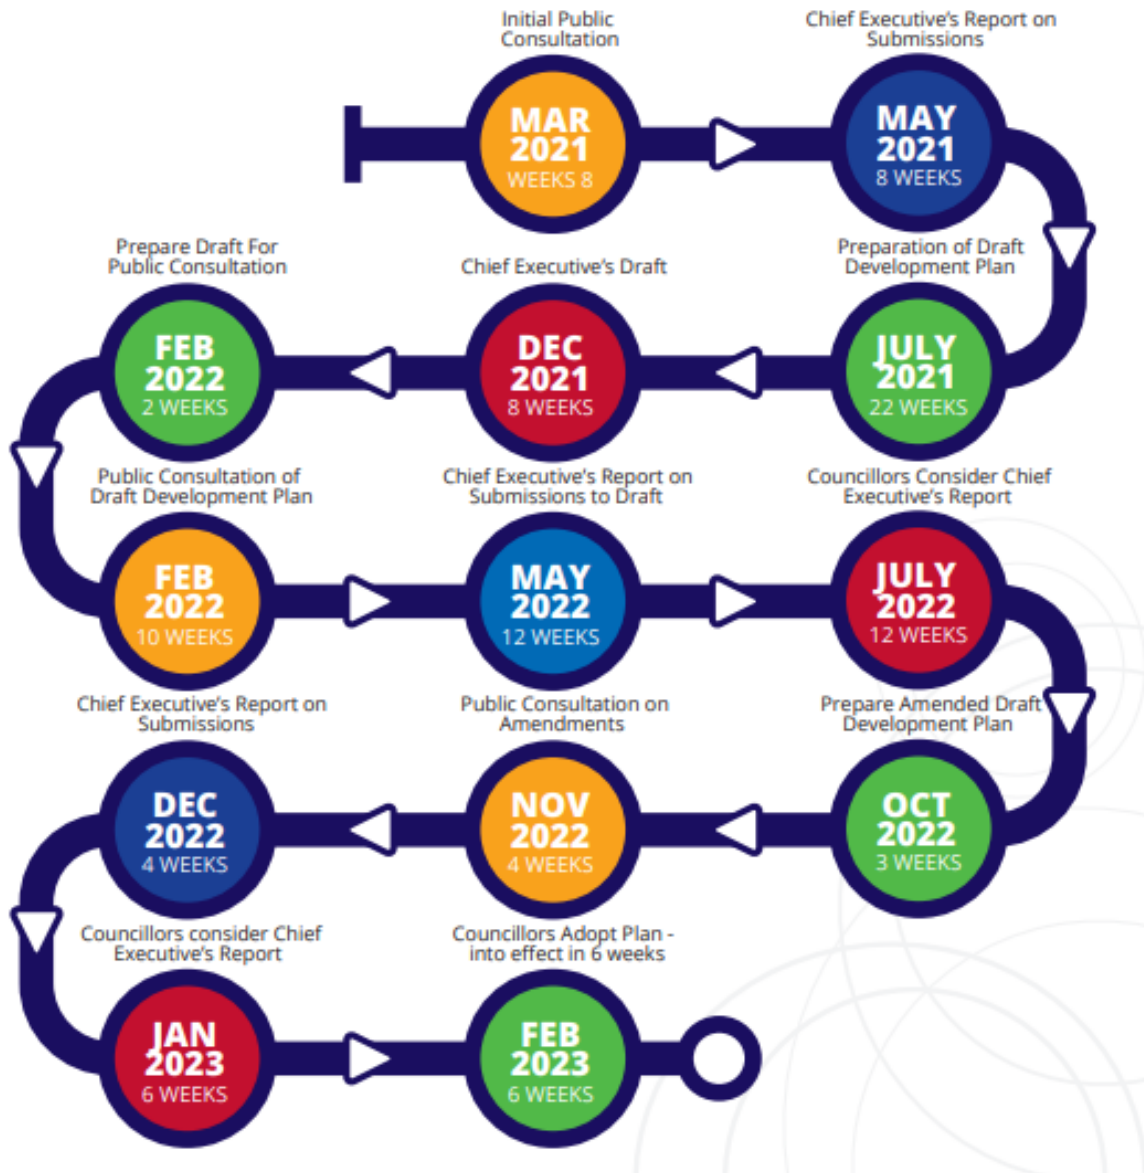 Initial Public
Consultation
MAR
2021
WEEKS 8
Chief Executive's Report on
Submissions
MAY
2021
8 WEEKS
Preparation of Draft
Development Plan
JULY
2021
22 WEEKS
Chief Executive's Draft
DEC
2021
8 WEEKS
Prepare Draft For
Public Consultation
FEB
2022
2 WEEKS
Public Consultation of
Draft Development Plan
FEB
2022
10 WEEKS
Chief Executive's Report on
Submissions to Draft
MAY
2022
12 WEEKS
Councillors Consider Chief
Executive's Report
JULY
2022
12 WEEKS
Prepare Amended Draft
Development Plan
OCT
2022
3 WEEKS
Public Consultation on
Amendments
NOV
2022
4 WEEKS
Chief Executive's Report on
Submissions
DEC
2022
4 WEEKS
Councillors consider Chief
Executive's Report
JAN
2023
6 WEEKS
Councillors Adopt Plan -
into effect in 6 weeks
FEB
2023
6 WEEKS